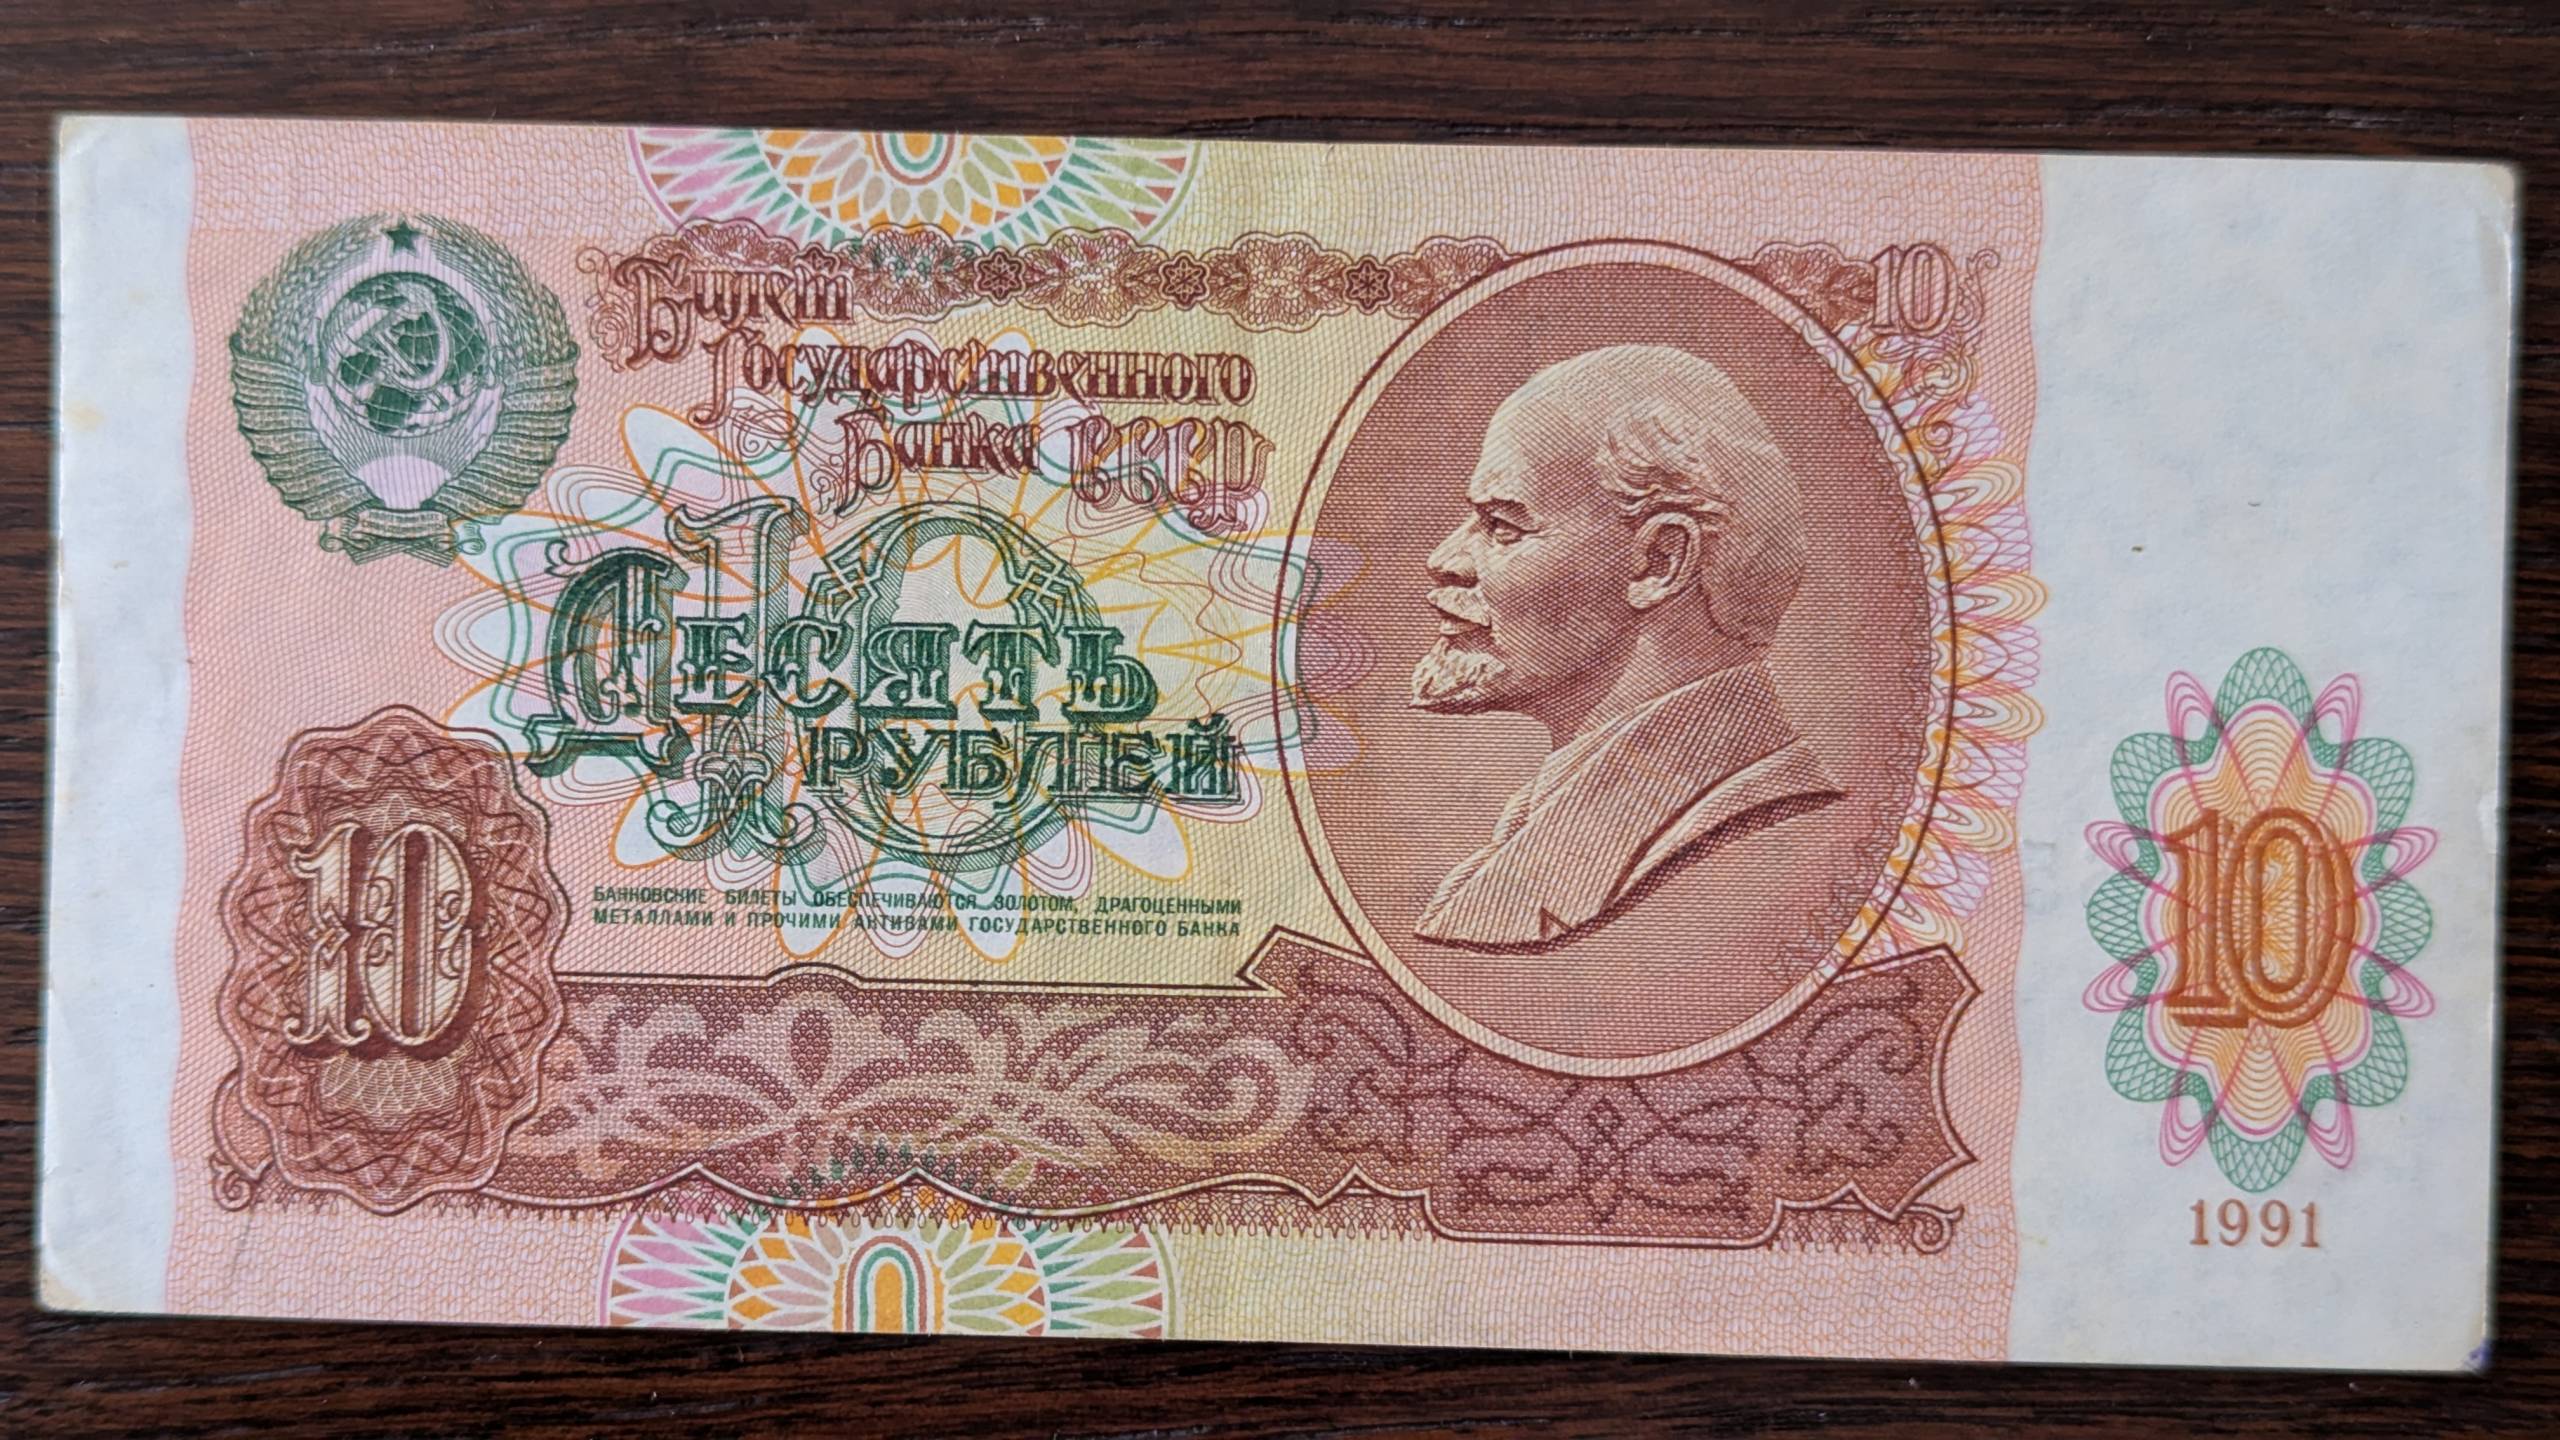 Билет
10
Государственного
Банка СССР
10
Десять
рублей
10
БАНКОВСКИЕ БИЛЕТЫ ОБЕСПЕЧИВАЮТСЯ ЗОЛОТОМ, ДРАГОЦЕННЫМИ
МЕТАЛЛАМИ И ПРОЧИМИ АКТИВАМИ ГОСУДАРСТВЕННОГО БАНКА
10
1991